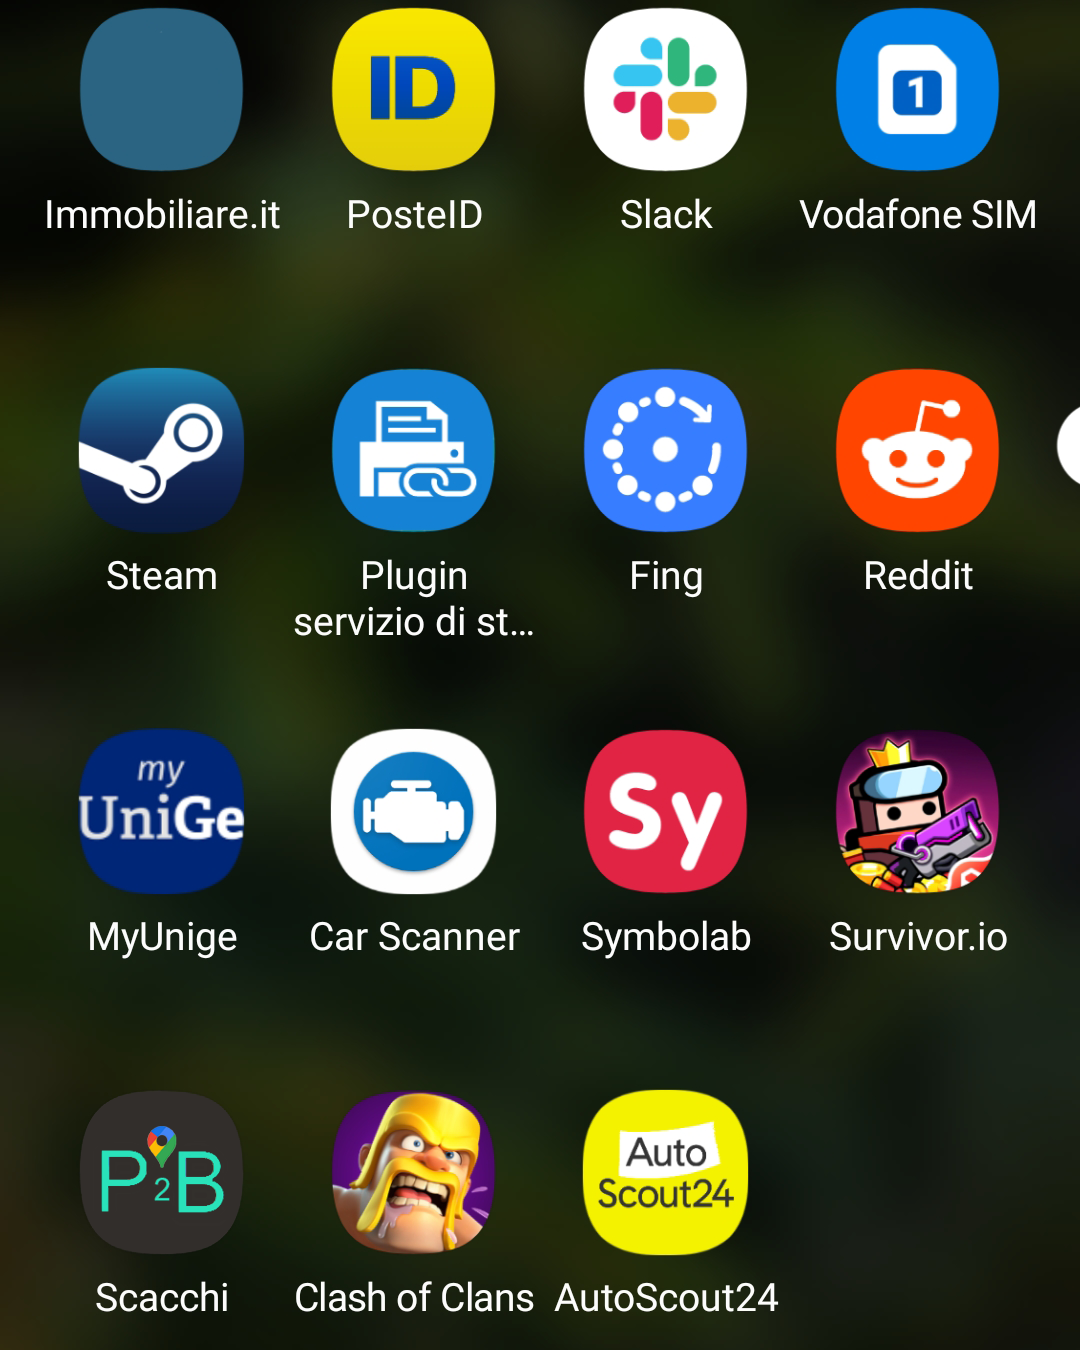 ID
1
Immobiliare.it PosteID Slack Vodafone SIM
Steam Plugin servizio di st... Fing Reddit
my
UniGe
Sy
MyUnige Car Scanner Symbolab Survivor.io
P2B
Auto
Scout24
Scacchi Clash of Clans AutoScout24